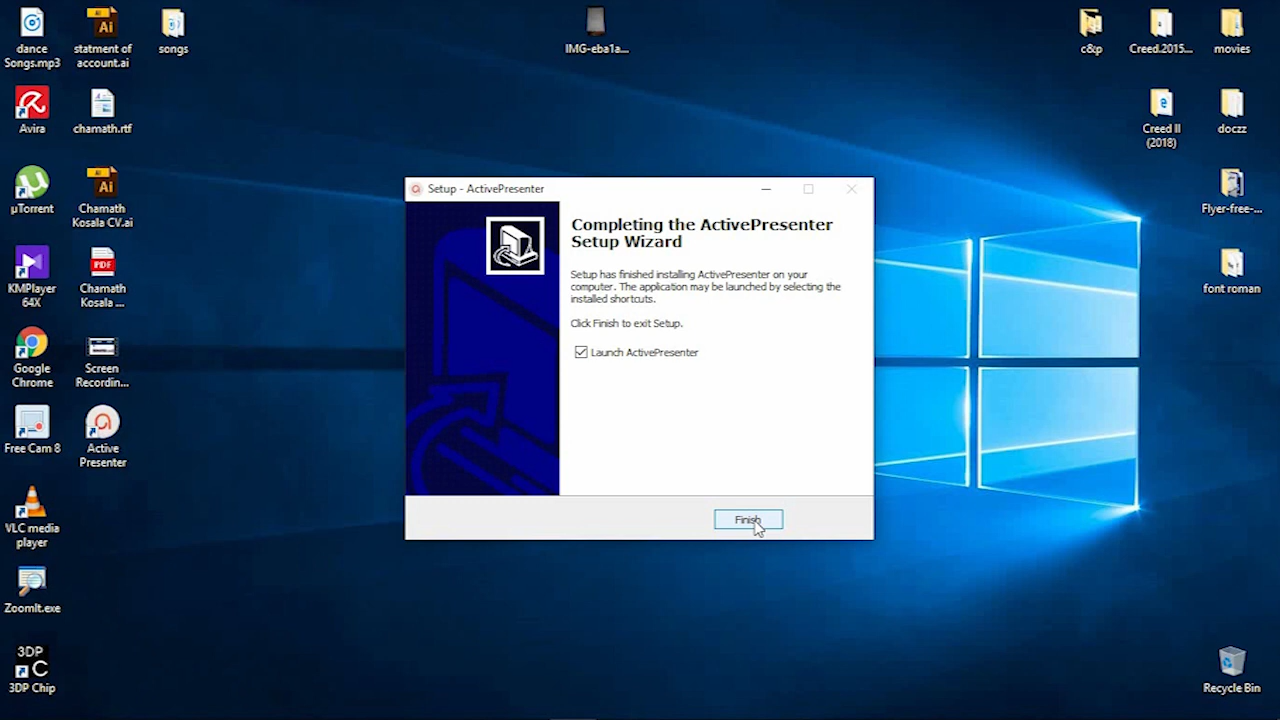 dance
Songs.mp3
statment of
account.ai
songs
IMG-eba1a...
c&p
Creed.2015...
movies
Avira
chamath.rtf
Creed II
(2018)
doczz
µTorrent
Chamath
Kosala CV.ai
Flyer-free-...
KMPlayer
64X
Chamath
Kosala ...
font roman
Google
Chrome
Screen
Recordin...
Free Cam 8
Active
Presenter
VLC media
player
ZoomIt.exe
3DP Chip
Recycle Bin
Ai
Ai
PDF
3DP
C
Setup - ActivePresenter
Completing the ActivePresenter
Setup Wizard
Setup has finished installing ActivePresenter on your
computer. The application may be launched by selecting the
installed shortcuts.
Click Finish to exit Setup.
Launch ActivePresenter
Finish